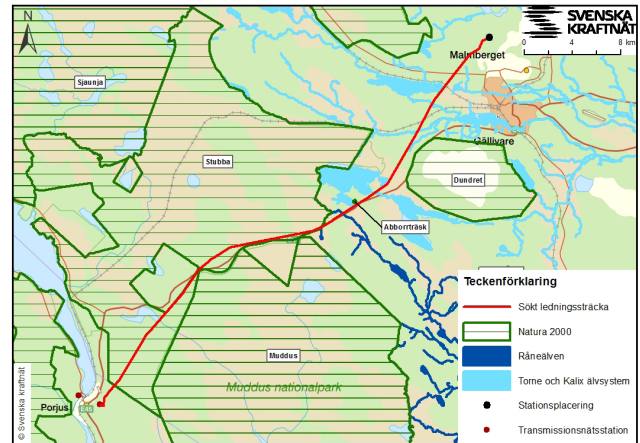 N
SVENSKA
KRAFTNÄT
0 4 8 km
Malmberget
Sjaunja
Gällivare
Stubba
Dundret
Abborrträsk
Teckenförklaring
Sökt ledningssträcka
Natura 2000
Råneälven
Torne och Kalix älvsystem
Stationsplacering
Transmissionsnätsstation
Muddus
Muddus nationalpark
Porjus
E45
© Svenska kraftnät